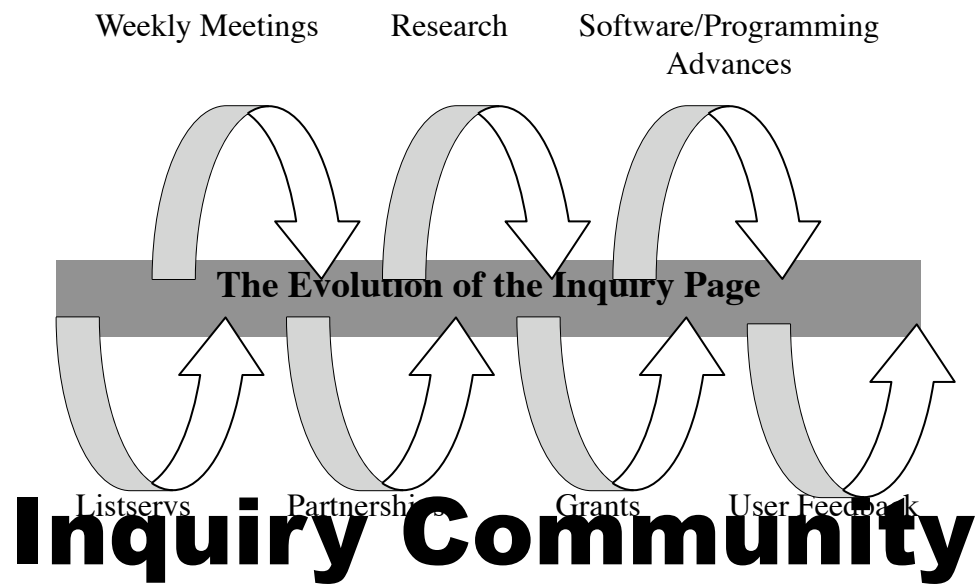 Weekly Meetings
Research
Software/Programming
Advances
The Evolution of the Inquiry Page
Listservs
Partnerships
Grants
User Feedback
Inquiry Community